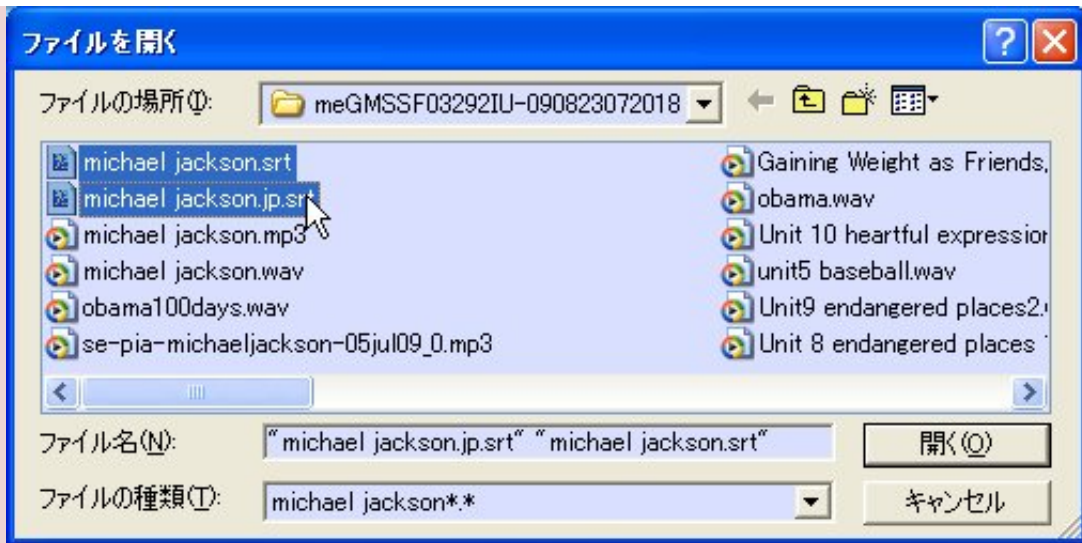 ファイルを開く
ファイルの場所(I):
meGMSSF03292IU-090823072018
michael jackson.srt
michael jackson.jp.srt
michael jackson.mp3
michael jackson.wav
obama100days.wav
se-pia-michaeljackson-05jul09_0.mp3
Gaining Weight as Friends,
obama.wav
Unit 10 heartful expression
unit5 baseball.wav
Unit9 endangered places2.
Unit 8 endangered places
ファイル名(N):
"michael jackson.jp.srt" "michael jackson.srt"
開く(O)
ファイルの種類(T):
michael jackson*.*
キャンセル